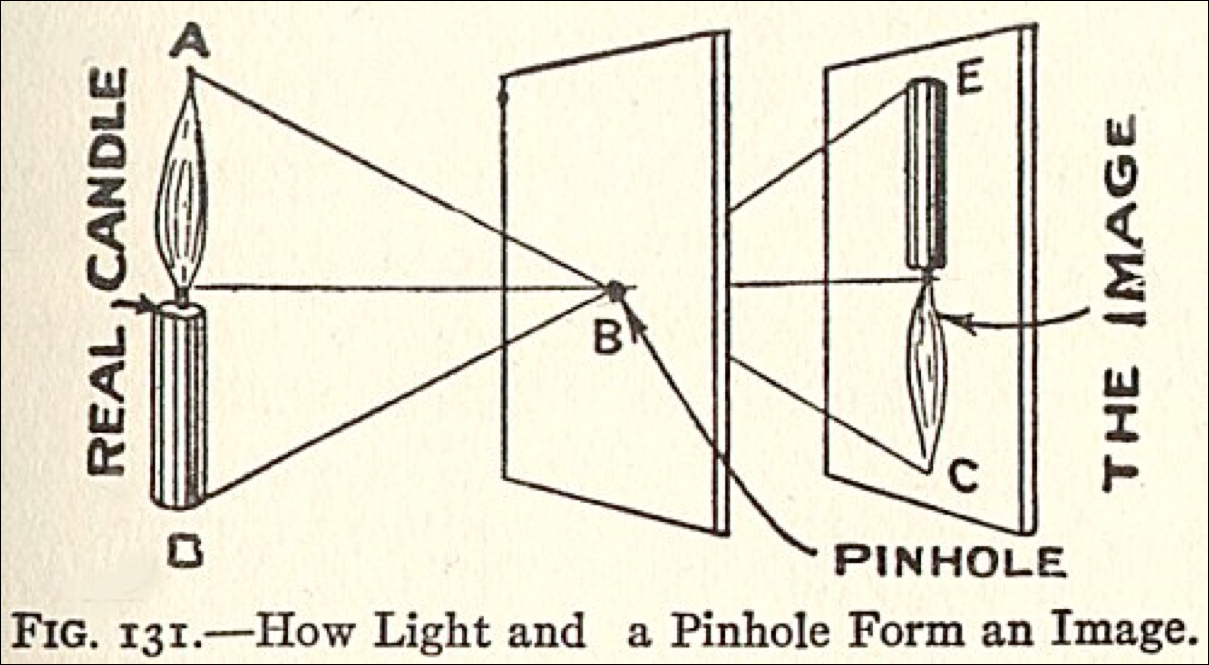 A
E
REAL CANDLE
THE IMAGE
B
C
D
PINHOLE
FIG. 131.—How Light and a Pinhole Form an Image.